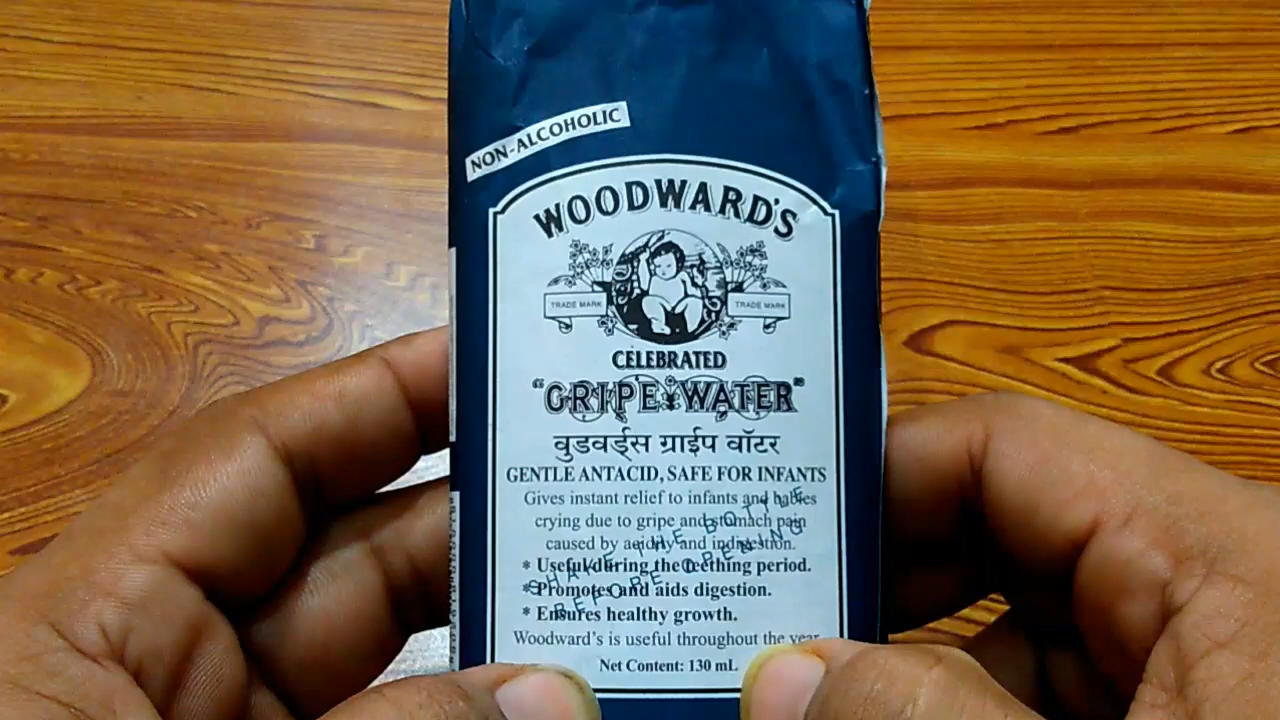 NON-ALCOHOLIC
WOODWARD'S
TRADE MARK
TRADE MARK
CELEBRATED
"GRIPE WATER"
वुडवर्ड्स ग्राईप वॉटर
GENTLE ANTACID, SAFE FOR INFANTS
Gives instant relief to infants and babies
crying due to gripe and stomach pain
caused by acidity and indigestion.
* Useful during the teething period.
* Promotes and aids digestion.
* Ensures healthy growth.
Woodward's is useful throughout the year
Net Content: 130 mL
SHAKE THE BOTTLE
BEFORE OPENING